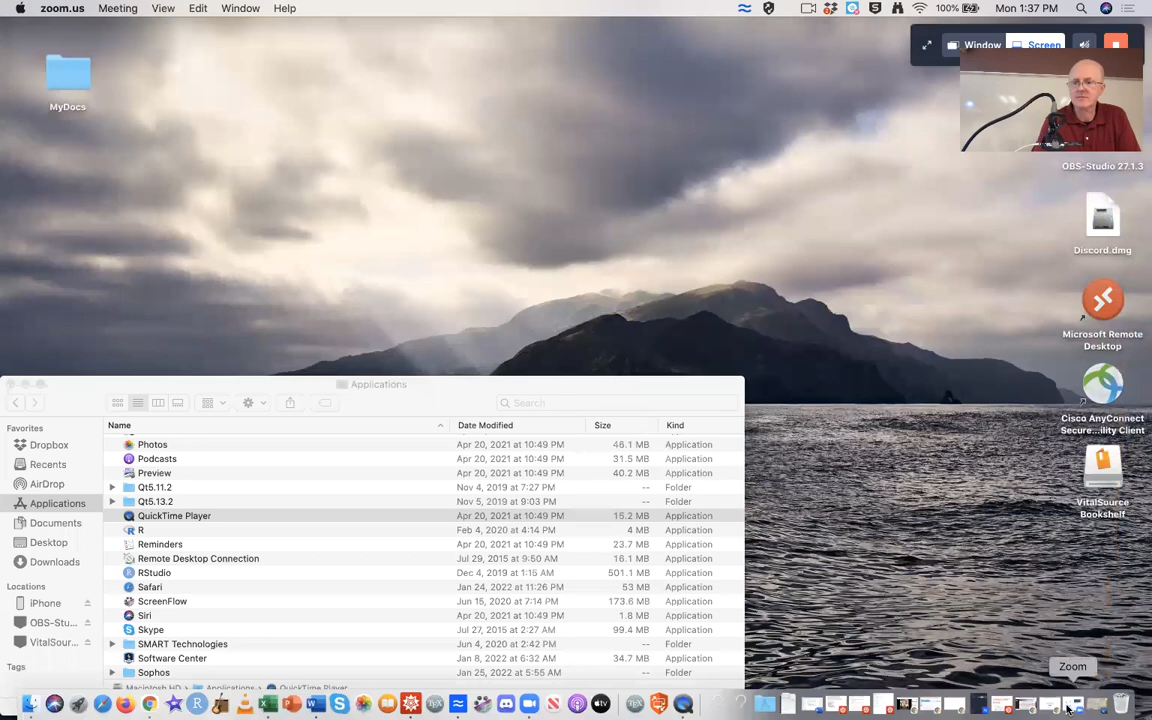 zoom.us Meeting View Edit Window Help
100% Mon 1:37 PM
Window Screen
MyDocs
OBS-Studio 27.1.3
Discord.dmg
Microsoft Remote
Desktop
Cisco AnyConnect
Secure...ility Client
VitalSource
Bookshelf
Applications
Search
Favorites
Dropbox
Recents
AirDrop
Applications
Documents
Desktop
Downloads
Locations
iPhone
OBS-Stu...
VitalSour...
Tags
Name Date Modified Size Kind
Photos Apr 20, 2021 at 10:49 PM 46.1 MB Application
Podcasts Apr 20, 2021 at 10:49 PM 31.5 MB Application
Preview Apr 20, 2021 at 10:49 PM 40.2 MB Application
Qt5.11.2 Nov 4, 2019 at 7:27 PM -- Folder
Qt5.13.2 Nov 5, 2019 at 9:03 PM -- Folder
QuickTime Player Apr 20, 2021 at 10:49 PM 15.2 MB Application
R Feb 4, 2020 at 4:14 PM 4 MB Application
Reminders Apr 20, 2021 at 10:49 PM 23.7 MB Application
Remote Desktop Connection Jul 29, 2015 at 9:50 AM 16.1 MB Application
RStudio Dec 4, 2019 at 1:15 AM 501.1 MB Application
Safari Jan 24, 2022 at 11:26 PM 53 MB Application
ScreenFlow Jun 15, 2020 at 7:14 PM 173.6 MB Application
Siri Apr 20, 2021 at 10:49 PM 1.8 MB Application
Skype Jul 27, 2015 at 2:27 AM 99.4 MB Application
SMART Technologies Jun 4, 2020 at 2:42 PM -- Folder
Software Center Jan 8, 2022 at 6:32 AM 34.7 MB Application
Sophos Jan 25, 2022 at 5:55 AM -- Folder
Macintosh HD Applications QuickTime Player
Zoom